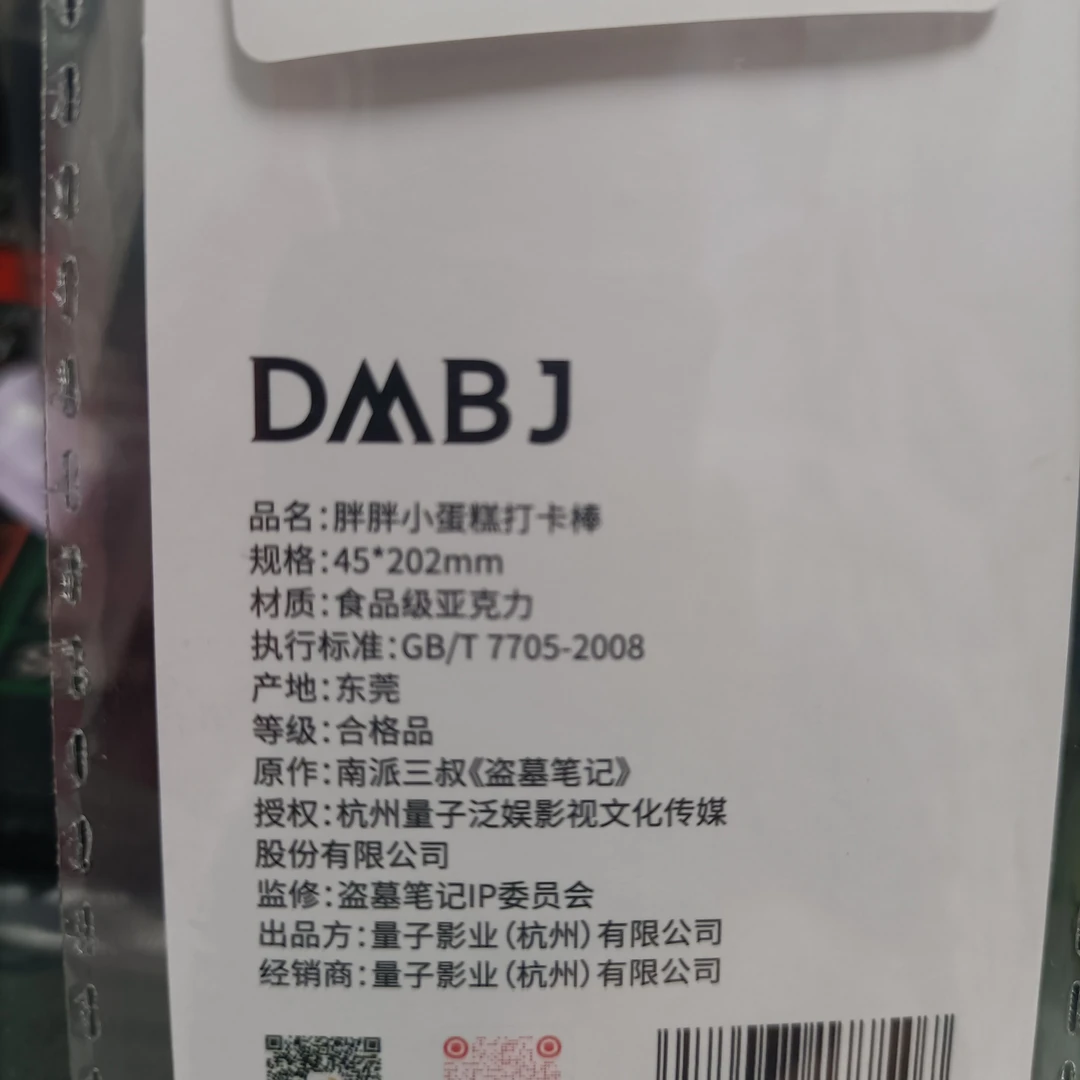 DMBJ
品名：胖胖小蛋糕打卡棒
规格：45*202mm
材质：食品级亚克力
执行标准：GB/T 7705-2008
产地：东莞
等级：合格品
原作：南派三叔《盗墓笔记》
授权：杭州量子泛娱影视文化传媒
股份有限公司
监修：盗墓笔记IP委员会
出品方：量子影业（杭州）有限公司
经销商：量子影业（杭州）有限公司